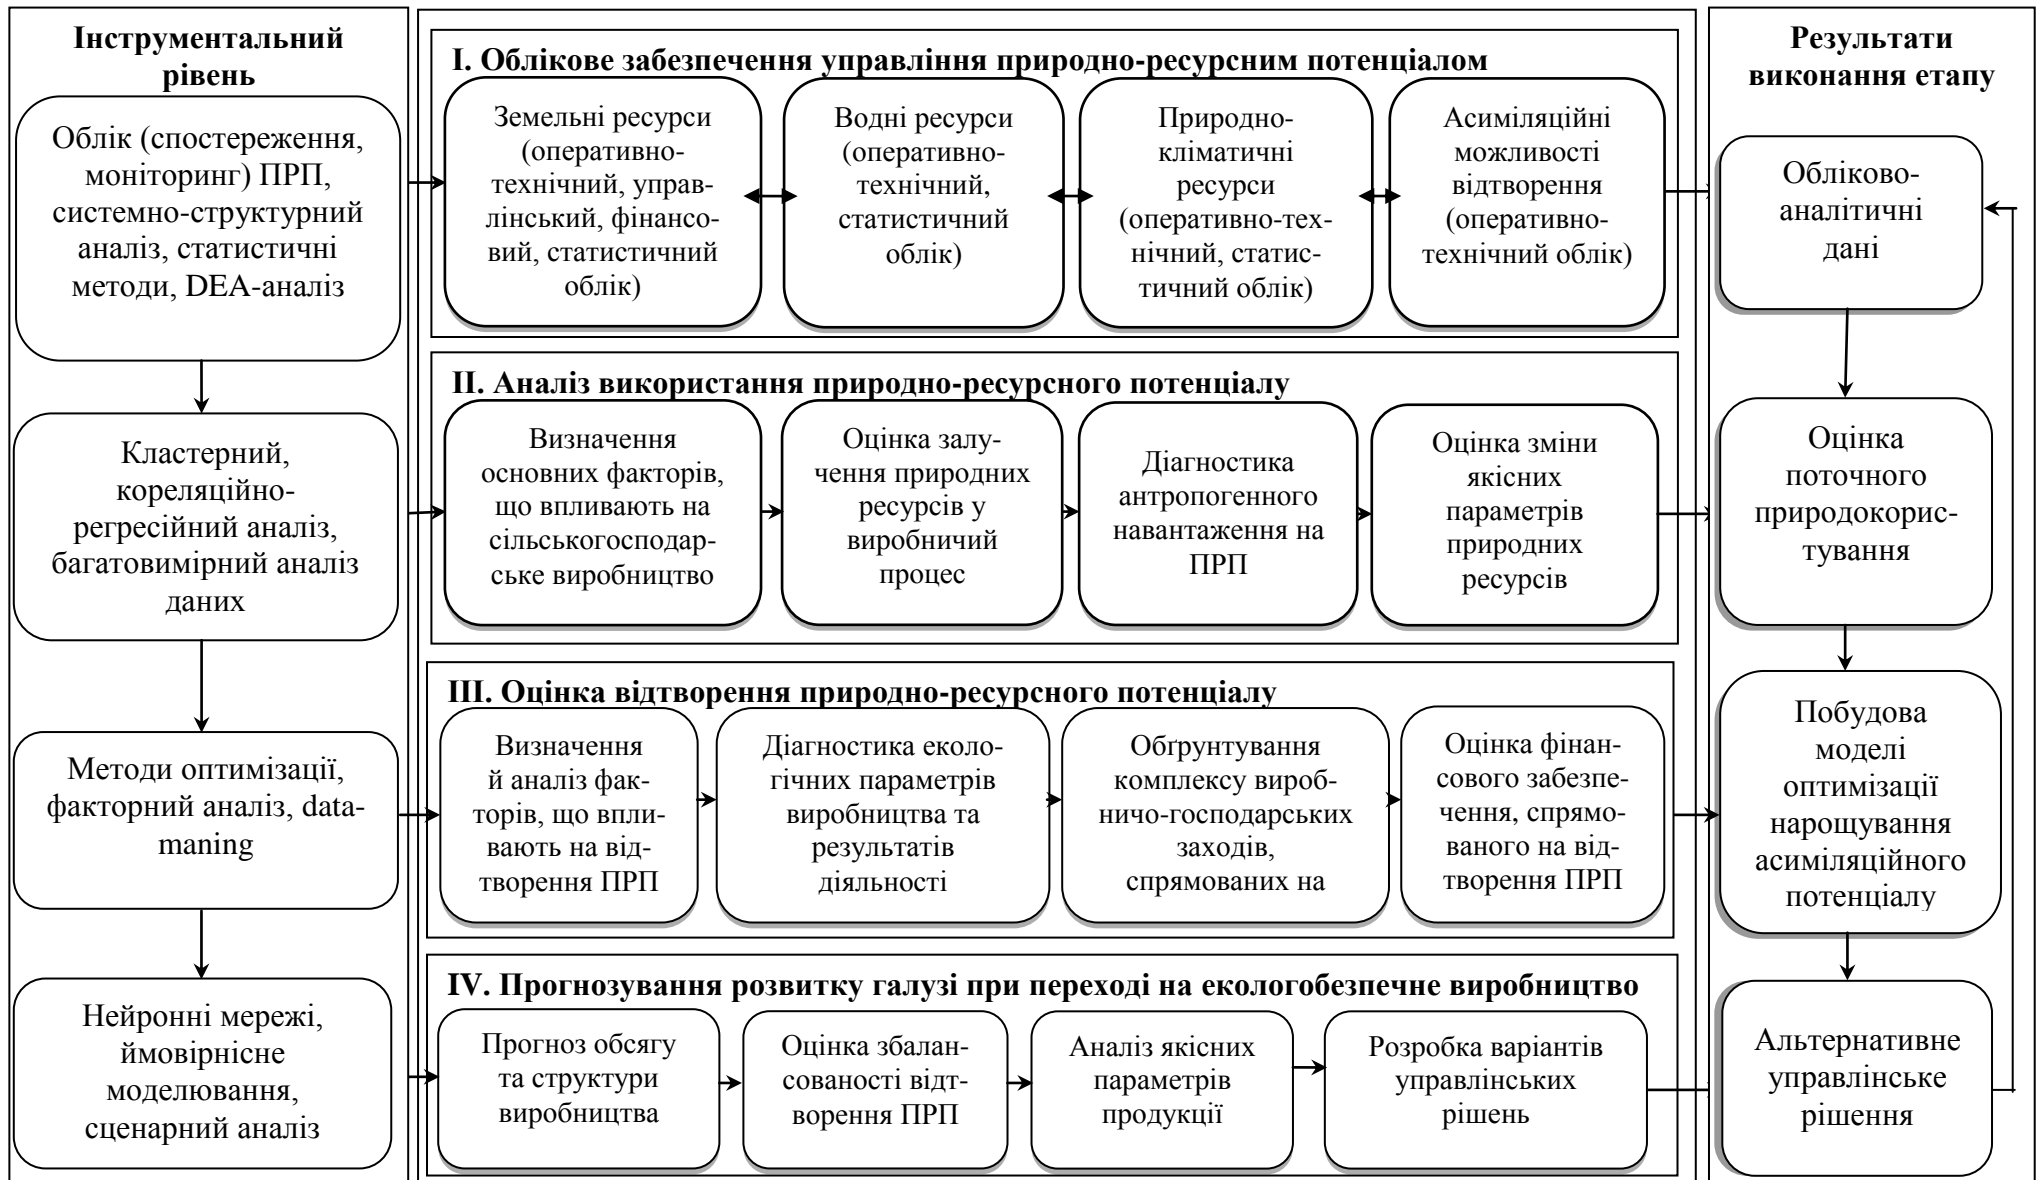 Інструментальний
рівень
Облік (спостереження,
моніторинг) ПРП,
системно-структурний
аналіз, статистичні
методи, DEA-аналіз
Кластерний,
кореляційно-
регресійний аналіз,
багатовимірний аналіз
даних
Методи оптимізації,
факторний аналіз, data-
maning
Нейронні мережі,
ймовірнісне
моделювання,
сценарний аналіз
I. Облікове забезпечення управління природно-ресурсним потенціалом
Земельні ресурси
(оперативно-
технічний, управ-
лінський, фінансо-
вий, статистичний
облік)
Водні ресурси
(оперативно-
технічний,
статистичний
облік)
Природно-
кліматичні
ресурси
(оперативно-тех-
нічний, статис-
тичний облік)
Асиміляційні
можливості
відтворення
(оперативно-
технічний облік)
II. Аналіз використання природно-ресурсного потенціалу
Визначення
основних факторів,
що впливають на
сільськогосподар-
ське виробництво
Оцінка залу-
чення природних
ресурсів у
виробничий
процес
Діагностика
антропогенного
навантаження на
ПРП
Оцінка зміни
якісних
параметрів
природних
ресурсів
III. Оцінка відтворення природно-ресурсного потенціалу
Визначення
й аналіз фак-
торів, що впли-
вають на від-
творення ПРП
Діагностика еколо-
гічних параметрів
виробництва та
результатів
діяльності
Обґрунтування
комплексу вироб-
ничо-господарських
заходів,
спрямованих на
Оцінка фінан-
сового забезпе-
чення, спрямо-
ваного на від-
творення ПРП
IV. Прогнозування розвитку галузі при переході на екологобезпечне виробництво
Прогноз обсягу
та структури
виробництва
Оцінка збалан-
сованості відт-
ворення ПРП
Аналіз якісних
параметрів
продукції
Розробка варіантів
управлінських
рішень
Результати
виконання етапу
Обліково-
аналітичні
дані
Оцінка
поточного
природокорис-
тування
Побудова
моделі
оптимізації
нарощування
асиміляційного
потенціалу
Альтернативне
управлінське
рішення